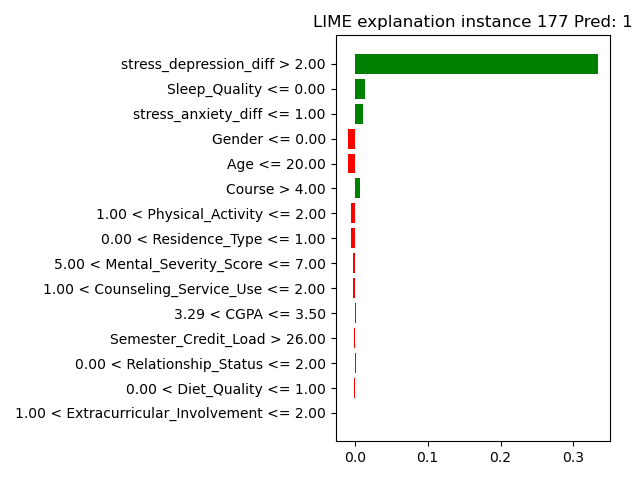 LIME explanation instance 177 Pred: 1
stress_depression_diff > 2.00
Sleep_Quality <= 0.00
stress_anxiety_diff <= 1.00
Gender <= 0.00
Age <= 20.00
Course > 4.00
1.00 < Physical_Activity <= 2.00
0.00 < Residence_Type <= 1.00
5.00 < Mental_Severity_Score <= 7.00
1.00 < Counseling_Service_Use <= 2.00
3.29 < CGPA <= 3.50
Semester_Credit_Load > 26.00
0.00 < Relationship_Status <= 2.00
0.00 < Diet_Quality <= 1.00
1.00 < Extracurricular_Involvement <= 2.00
0.0 0.1 0.2 0.3